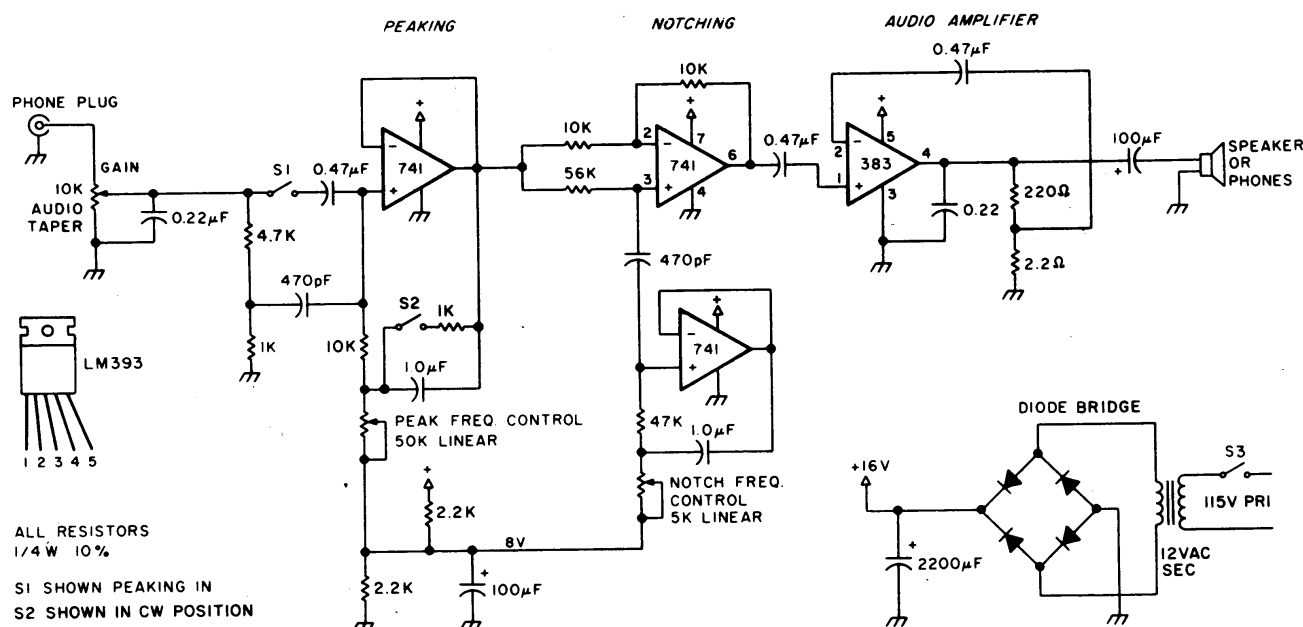 PEAKING
NOTCHING
AUDIO AMPLIFIER
PHONE PLUG
GAIN
10K
AUDIO
TAPER
0.22µF
4.7K
S1
0.47µF
470pF
1K
10K
741
-
+
+
S2
1K
1.0µF
PEAK FREQ. CONTROL
50K LINEAR
+
2.2K
2.2K
8V
+
100µF
10K
56K
10K
2
3
-
+
741
+
7
6
4
470pF
+
-
741
+
47K
1.0µF
NOTCH FREQ.
CONTROL
5K LINEAR
0.47µF
0.47µF
+
5
2
-
383
4
1
+
3
0.22
220Ω
2.2Ω
100µF
+
SPEAKER
OR
PHONES
LM393
1 2 3 4 5
ALL RESISTORS
1/4 W 10%
S1 SHOWN PEAKING IN
S2 SHOWN IN CW POSITION
DIODE BRIDGE
+16V
+
2200µF
S3
115V PRI
12VAC
SEC